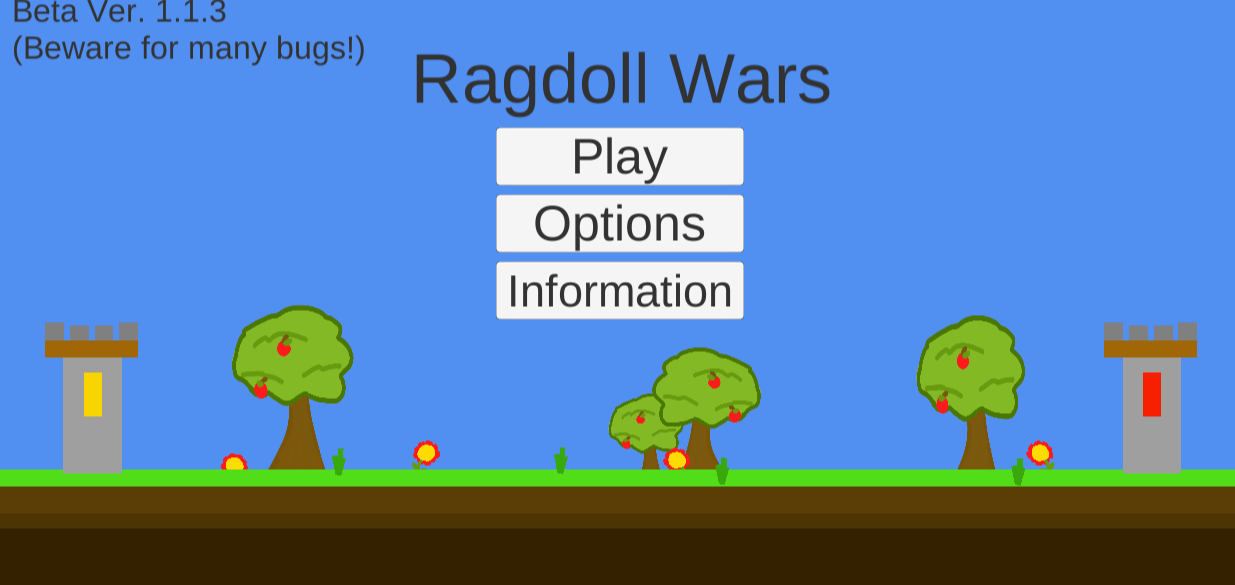 Beta Ver. 1.1.3
(Beware for many bugs!)
Ragdoll Wars
Play
Options
Information